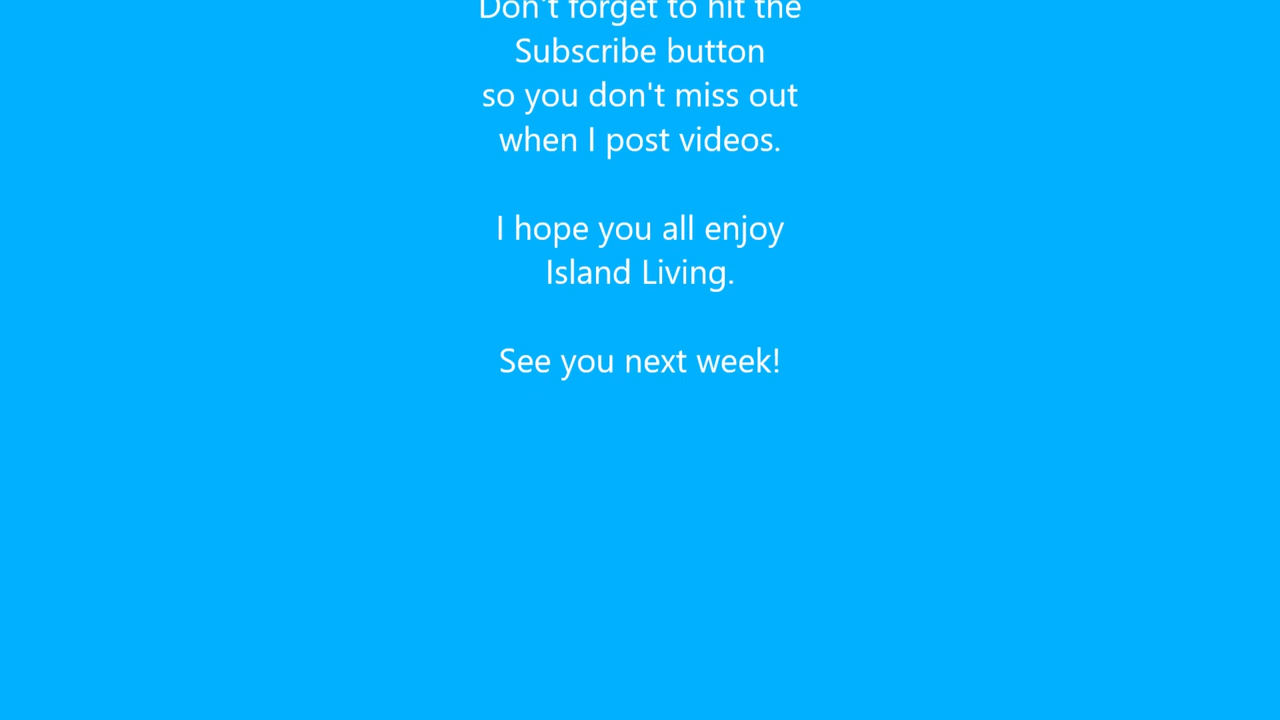 Don't forget to hit the
Subscribe button
so you don't miss out
when I post videos.
I hope you all enjoy
Island Living.
See you next week!